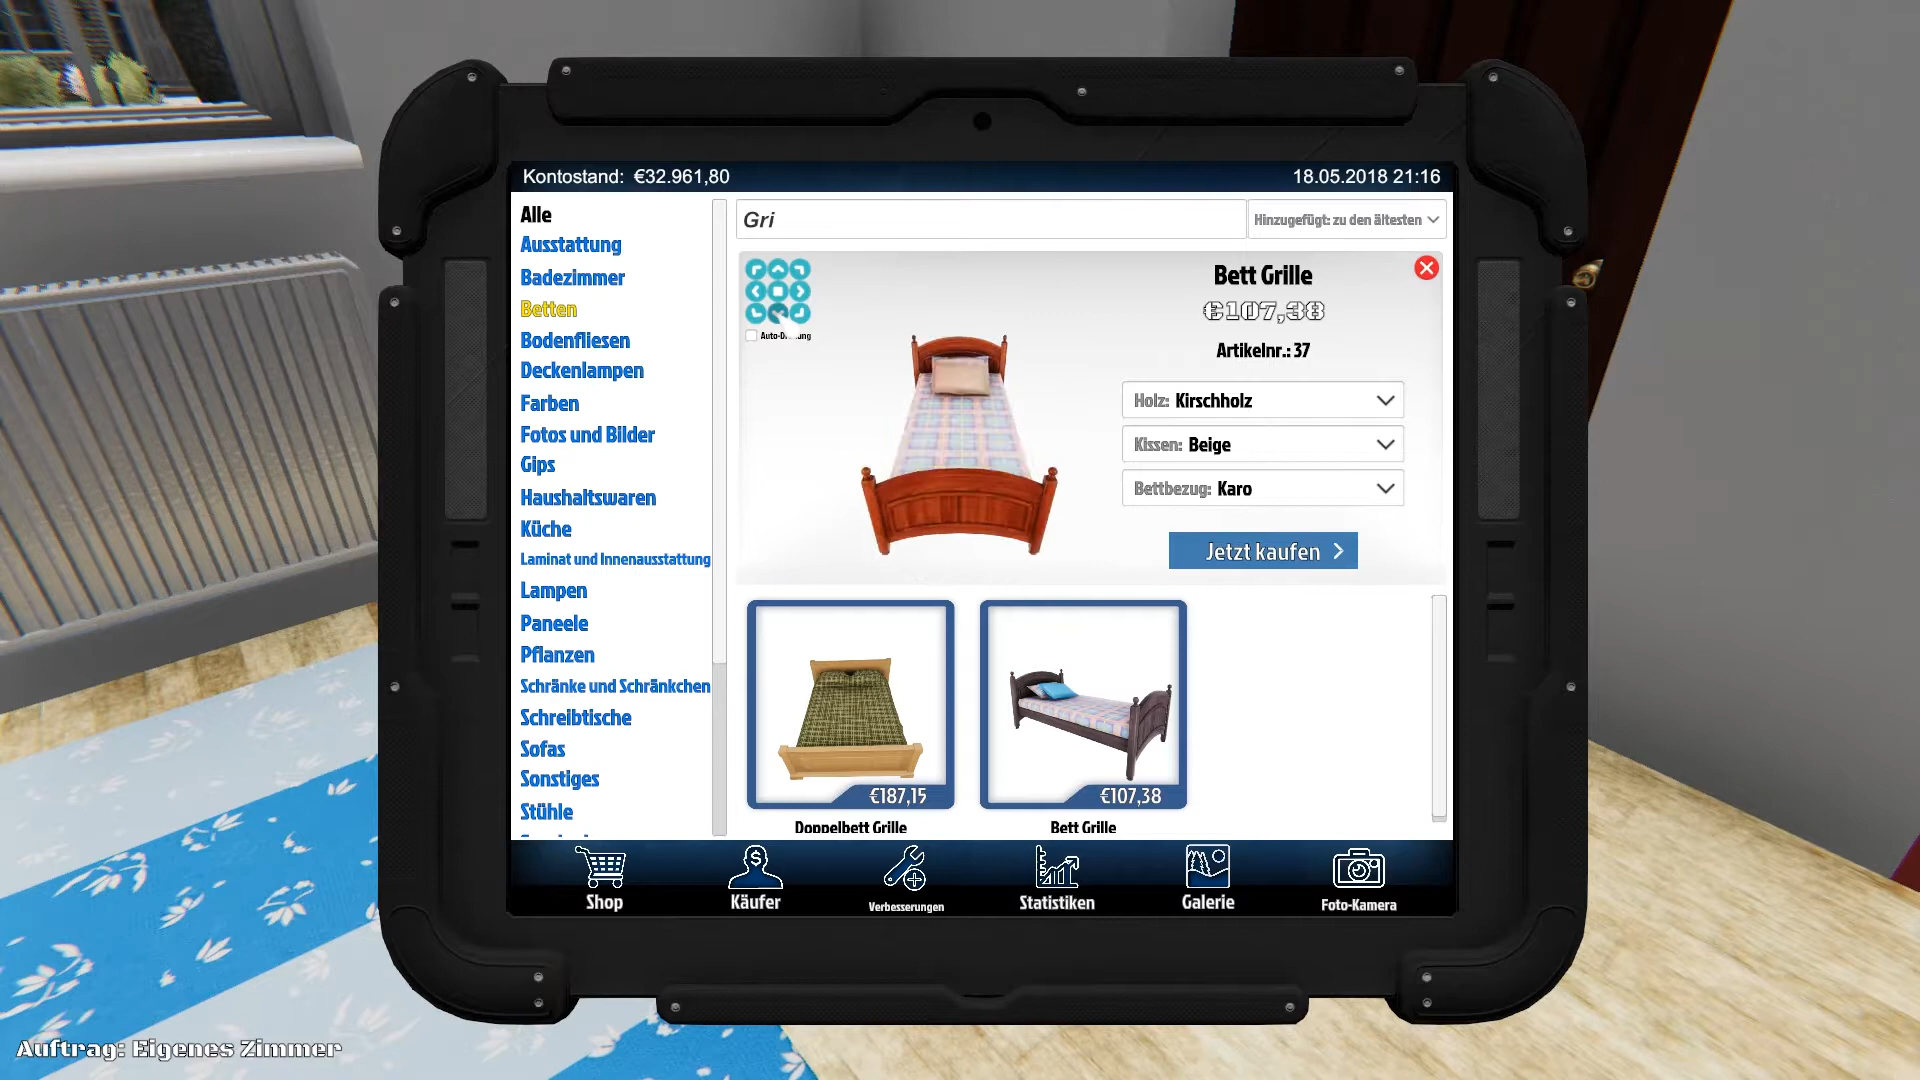 Kontostand: €32.961,80
18.05.2018 21:16
Alle
Ausstattung
Badezimmer
Betten
Bodenfliesen
Deckenlampen
Farben
Fotos und Bilder
Gips
Haushaltswaren
Küche
Laminat und Innenausstattung
Lampen
Paneele
Pflanzen
Schränke und Schränkchen
Schreibtische
Sofas
Sonstiges
Stühle
Gri
Hinzugefügt: zu den ältesten
Bett Grille
€107,38
Artikelnr.: 37
Holz: Kirschholz
Kissen: Beige
Bettbezug: Karo
Jetzt kaufen
€187,15
Doppelbett Grille
€107,38
Bett Grille
Shop
Käufer
Verbesserungen
Statistiken
Galerie
Foto-Kamera
Auftrag: Eigenes Zimmer